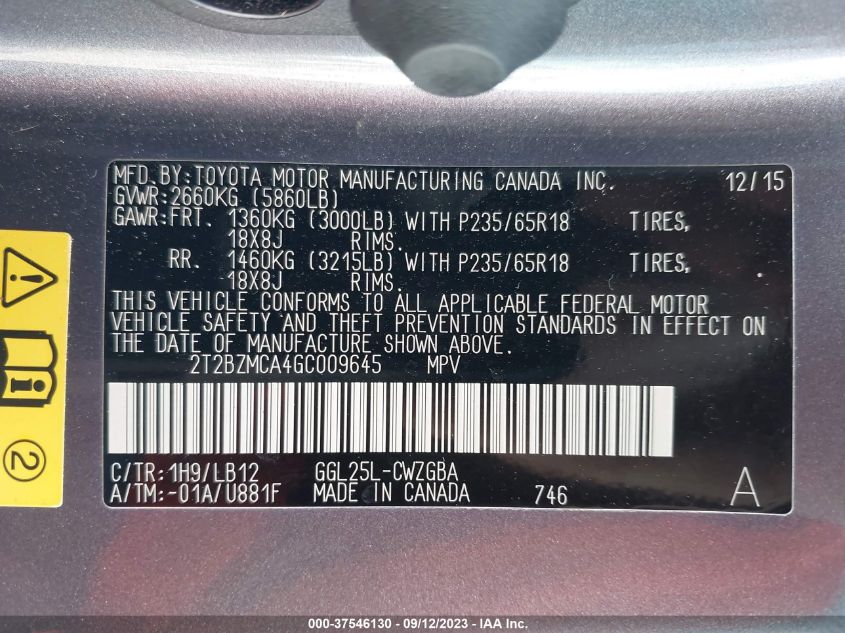 MFD.BY:TOYOTA MOTOR MANUFACTURING CANADA INC. 12/15
GVWR:2660KG (5860LB)
GAWR:FRT. 1360KG (3000LB) WITH P235/65R18 TIRES,
18X8J RIMS.
RR. 1460KG (3215LB) WITH P235/65R18 TIRES,
18X8J RIMS.
THIS VEHICLE CONFORMS TO ALL APPLICABLE FEDERAL MOTOR
VEHICLE SAFETY AND THEFT PREVENTION STANDARDS IN EFFECT ON
THE DATE OF MANUFACTURE SHOWN ABOVE.
2T2BZMCA4GC009645 MPV
C/TR:1H9/LB12 GGL25L-CWZGBA
A/TM:-01A/U881F MADE IN CANADA 746 A
2
000-37546130 - 09/12/2023 - IAA Inc.